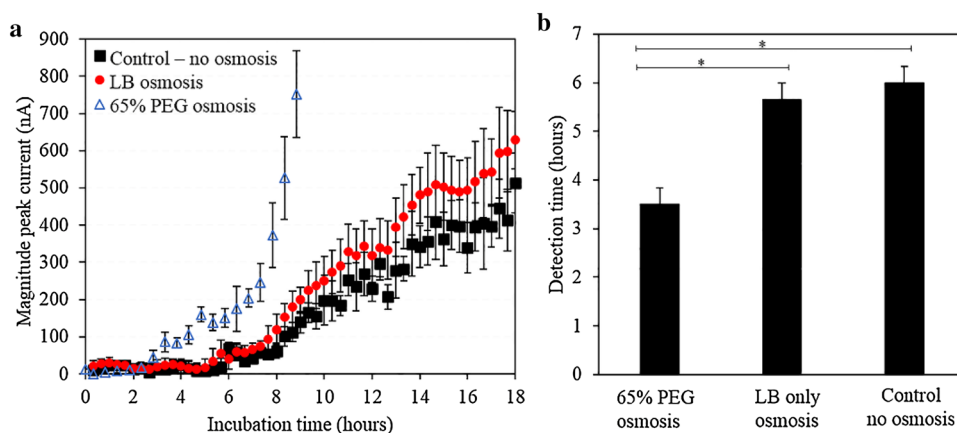 a
Magnitude peak current (nA)
900
800
700
600
500
400
300
200
100
0
Control – no osmosis
LB osmosis
65% PEG osmosis
0 2 4 6 8 10 12 14 16 18
Incubation time (hours)
b
Detection time (hours)
7
6
5
4
3
2
1
0
*
*
65% PEG
osmosis
LB only
osmosis
Control
no osmosis